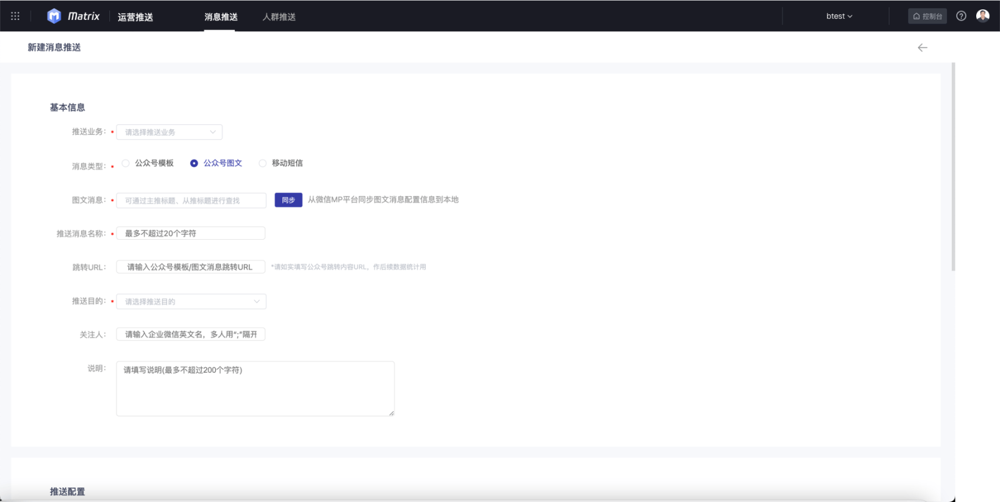 Matrix 运营推送 消息推送 人群推送 btest 控制台
新建消息推送
基本信息
推送业务: 请选择推送业务
消息类型: 公众号模板 公众号图文 移动短信
图文消息: 可通过主推标题、从推标题进行查找 同步 从微信MP平台同步图文消息配置信息到本地
推送消息名称: 最多不超过20个字符
跳转URL: 请输入公众号模板/图文消息跳转URL *请如实填写公众号跳转内容URL，作后续数据统计用
推送目的: 请选择推送目的
关注人: 请输入企业微信英文名，多人用“;”隔开
说明: 请填写说明(最多不超过200个字符)
推送配置